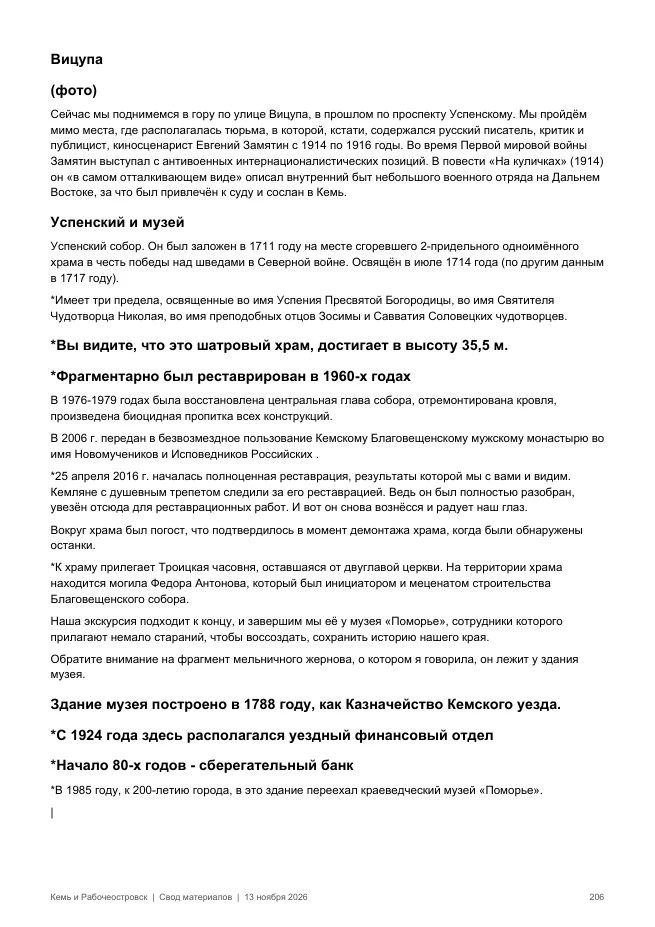 Вицупа
(фото)
Сейчас мы поднимемся в гору по улице Вицупа, в прошлом по проспекту Успенскому. Мы пройдём
мимо места, где располагалась тюрьма, в которой, кстати, содержался русский писатель, критик и
публицист, киносценарист Евгений Замятин с 1914 по 1916 годы. Во время Первой мировой войны
Замятин выступал с антивоенных интернационалистических позиций. В повести «На куличках» (1914)
он «в самом отталкивающем виде» описал внутренний быт небольшого военного отряда на Дальнем
Востоке, за что был привлечён к суду и сослан в Кемь.
Успенский и музей
Успенский собор. Он был заложен в 1711 году на месте сгоревшего 2-придельного одноимённого
храма в честь победы над шведами в Северной войне. Освящён в июле 1714 года (по другим данным
в 1717 году).
*Имеет три предела, освященные во имя Успения Пресвятой Богородицы, во имя Святителя
Чудотворца Николая, во имя преподобных отцов Зосимы и Савватия Соловецких чудотворцев.
*Вы видите, что это шатровый храм, достигает в высоту 35,5 м.
*Фрагментарно был реставрирован в 1960-х годах
В 1976-1979 годах была восстановлена центральная глава собора, отремонтирована кровля,
произведена биоцидная пропитка всех конструкций.
В 2006 г. передан в безвозмездное пользование Кемскому Благовещенскому мужскому монастырю во
имя Новомучеников и Исповедников Российских .
*25 апреля 2016 г. началась полноценная реставрация, результаты которой мы с вами и видим.
Кемляне с душевным трепетом следили за его реставрацией. Ведь он был полностью разобран,
увезён отсюда для реставрационных работ. И вот он снова вознёсся и радует наш глаз.
Вокруг храма был погост, что подтвердилось в момент демонтажа храма, когда были обнаружены
останки.
*К храму прилегает Троицкая часовня, оставшаяся от двуглавой церкви. На территории храма
находится могила Федора Антонова, который был инициатором и меценатом строительства
Благовещенского собора.
Наша экскурсия подходит к концу, и завершим мы её у музея «Поморье», сотрудники которого
прилагают немало стараний, чтобы воссоздать, сохранить историю нашего края.
Обратите внимание на фрагмент мельничного жернова, о котором я говорила, он лежит у здания
музея.
Здание музея построено в 1788 году, как Казначейство Кемского уезда.
*С 1924 года здесь располагался уездный финансовый отдел
*Начало 80-х годов - сберегательный банк
*В 1985 году, к 200-летию города, в это здание переехал краеведческий музей «Поморье».
|
Кемь и Рабочеостровск | Свод материалов | 13 ноября 2026 206